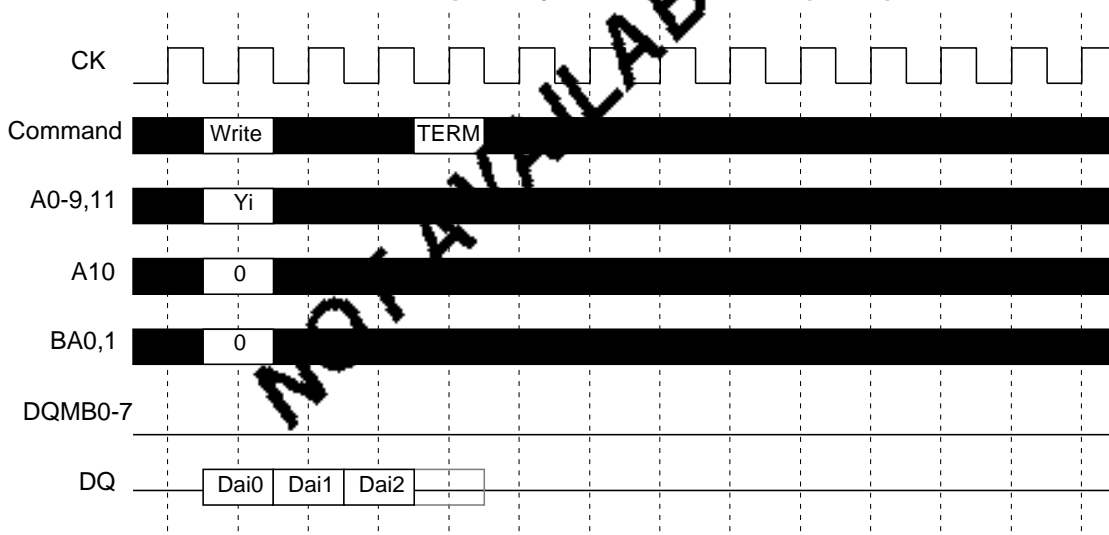 CK
Command Write TERM
A0-9,11 Yi
A10 0
BA0,1 0
DQMB0-7
DQ Dai0 Dai1 Dai2